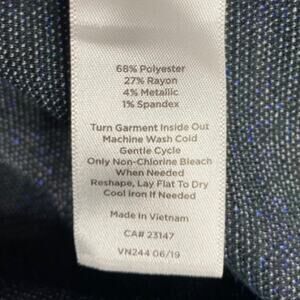 68% Polyester
27% Rayon
4% Metallic
1% Spandex
Turn Garment Inside Out
Machine Wash Cold
Gentle Cycle
Only Non-Chlorine Bleach
When Needed
Reshape, Lay Flat To Dry
Cool Iron If Needed
Made In Vietnam
CA# 23147
VN244 06/19